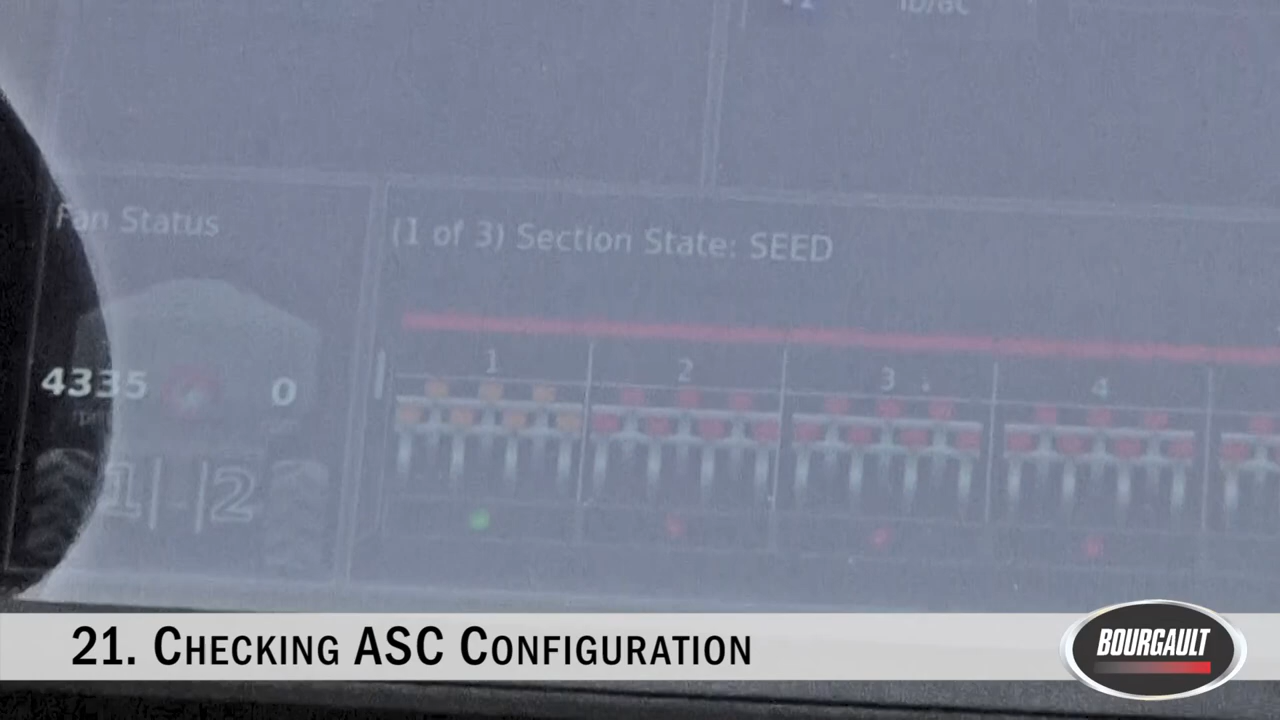 Fan Status
(1 of 3) Section State: SEED
1 2 3 4
4335 0
1 2
21. CHECKING ASC CONFIGURATION
BOURGAULT